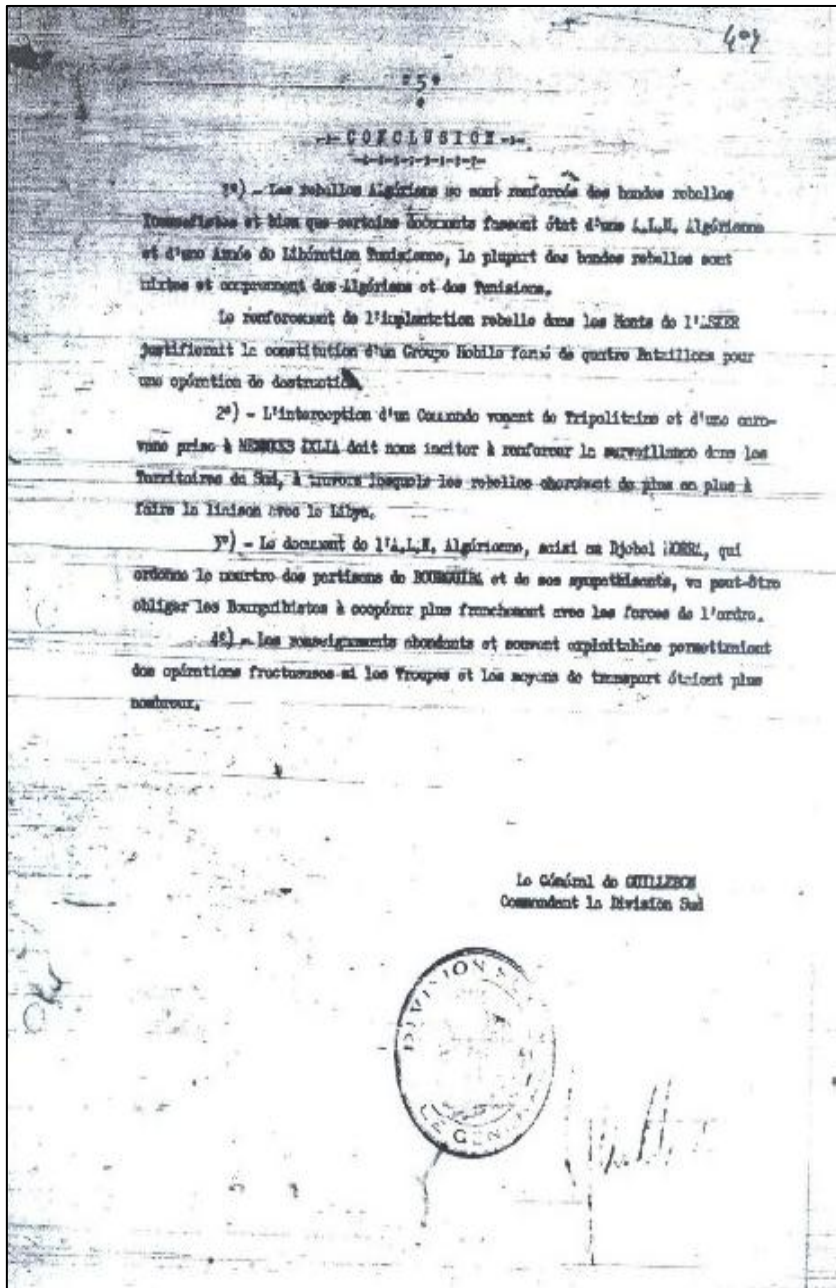 - 5 -
-:- CONCLUSION -:-
1°) - Les rebelles Algériens se sont renforcés des bandes rebelles
Youssefistes et bien que certains documents fassent état d'une A.L.N. Algérienne
et d'une Armée de Libération Tunisienne, la plupart des bandes rebelles sont
mixtes et comprennent des Algériens et des Tunisiens.
Le renforcement de l'implantation rebelle dans les Monts de
justifierait la constitution d'un Groupe Mobile formé de quatre Bataillons pour
une opération de destruction
2°) - L'interception d'un Commando venant de Tripolitaine et d'une cara-
vane prise à doit nous inciter à renforcer la surveillance dans les
Territoires du Sud, à travers lesquels les rebelles cherchent de plus en plus à
faire la liaison avec la Libye.
3°) - Le document de l'A.L.N. Algérienne, saisi au Djebel qui
ordonne le meurtre des partisans de BOURGUIBA et de ses sympathisants, va peut-être
obliger les Bourguibistes à coopérer plus franchement avec les forces de l'ordre.
4°) - Les renseignements abondants et souvent exploitables permettraient
des opérations fructueuses si les Troupes et les moyens de transport étaient plus
nombreux.
Le Général de GUILLEBON
Commandant la Division Sud
DIVISION
LE GENERAL